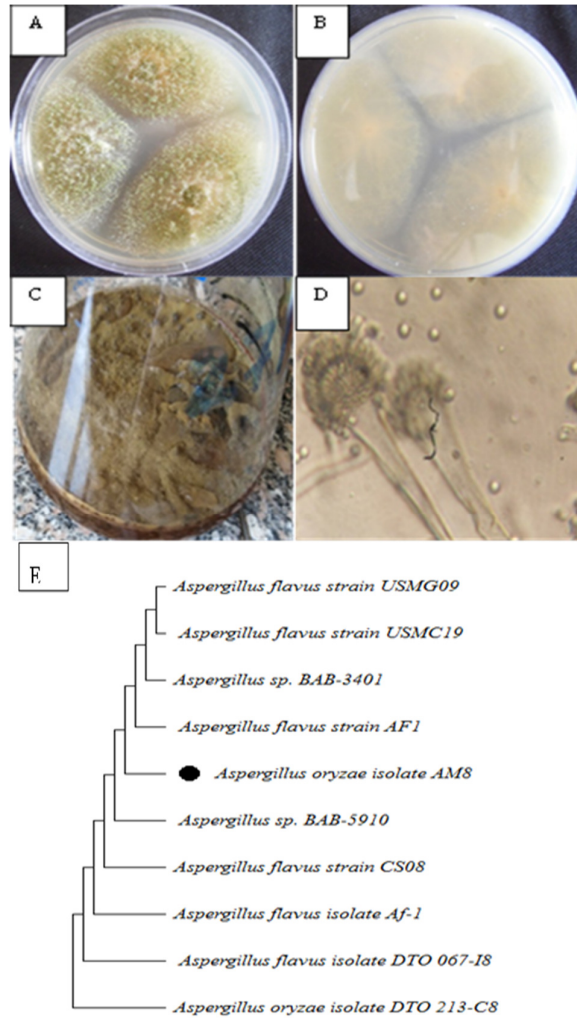 A
B
C
D
E
Aspergillus flavus strain USMG09
Aspergillus flavus strain USMC19
Aspergillus sp. BAB-3401
Aspergillus flavus strain AF1
Aspergillus oryzae isolate AM8
Aspergillus sp. BAB-5910
Aspergillus flavus strain CS08
Aspergillus flavus isolate Af-1
Aspergillus flavus isolate DTO 067-I8
Aspergillus oryzae isolate DTO 213-C8